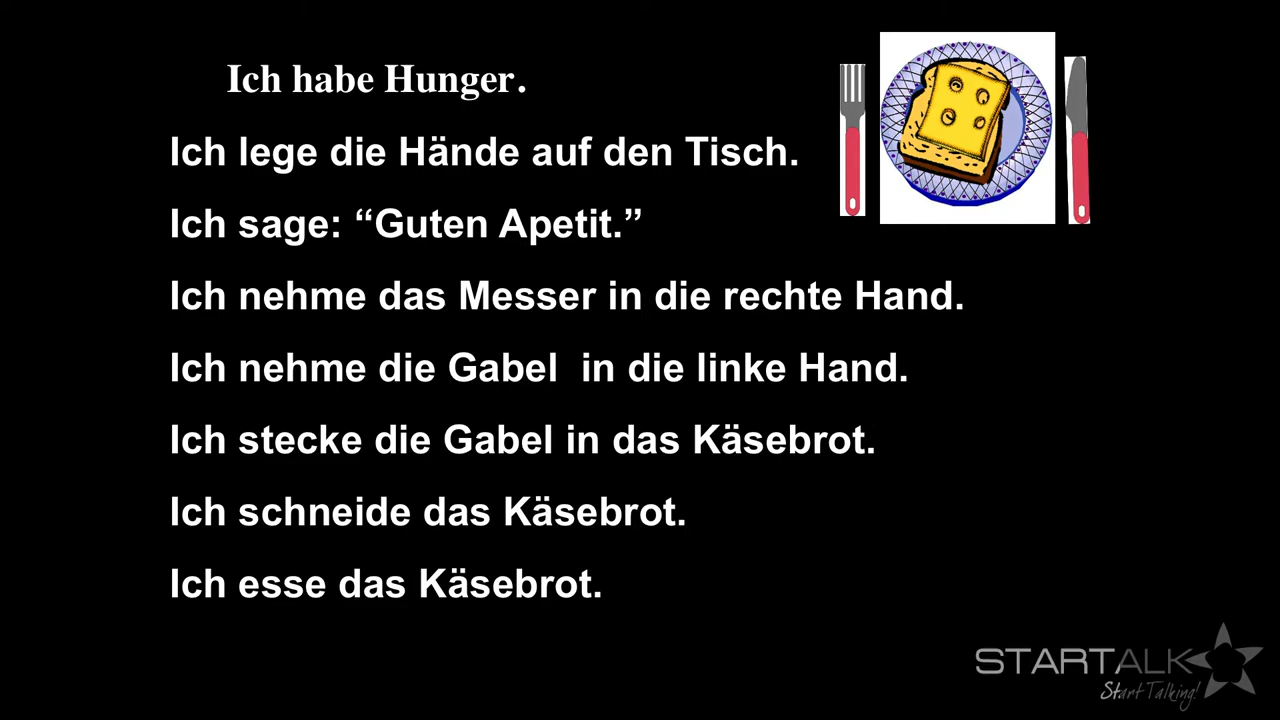 Ich habe Hunger.
Ich lege die Hände auf den Tisch.
Ich sage: “Guten Apetit.”
Ich nehme das Messer in die rechte Hand.
Ich nehme die Gabel in die linke Hand.
Ich stecke die Gabel in das Käsebrot.
Ich schneide das Käsebrot.
Ich esse das Käsebrot.
STARTALK
Start Talking!